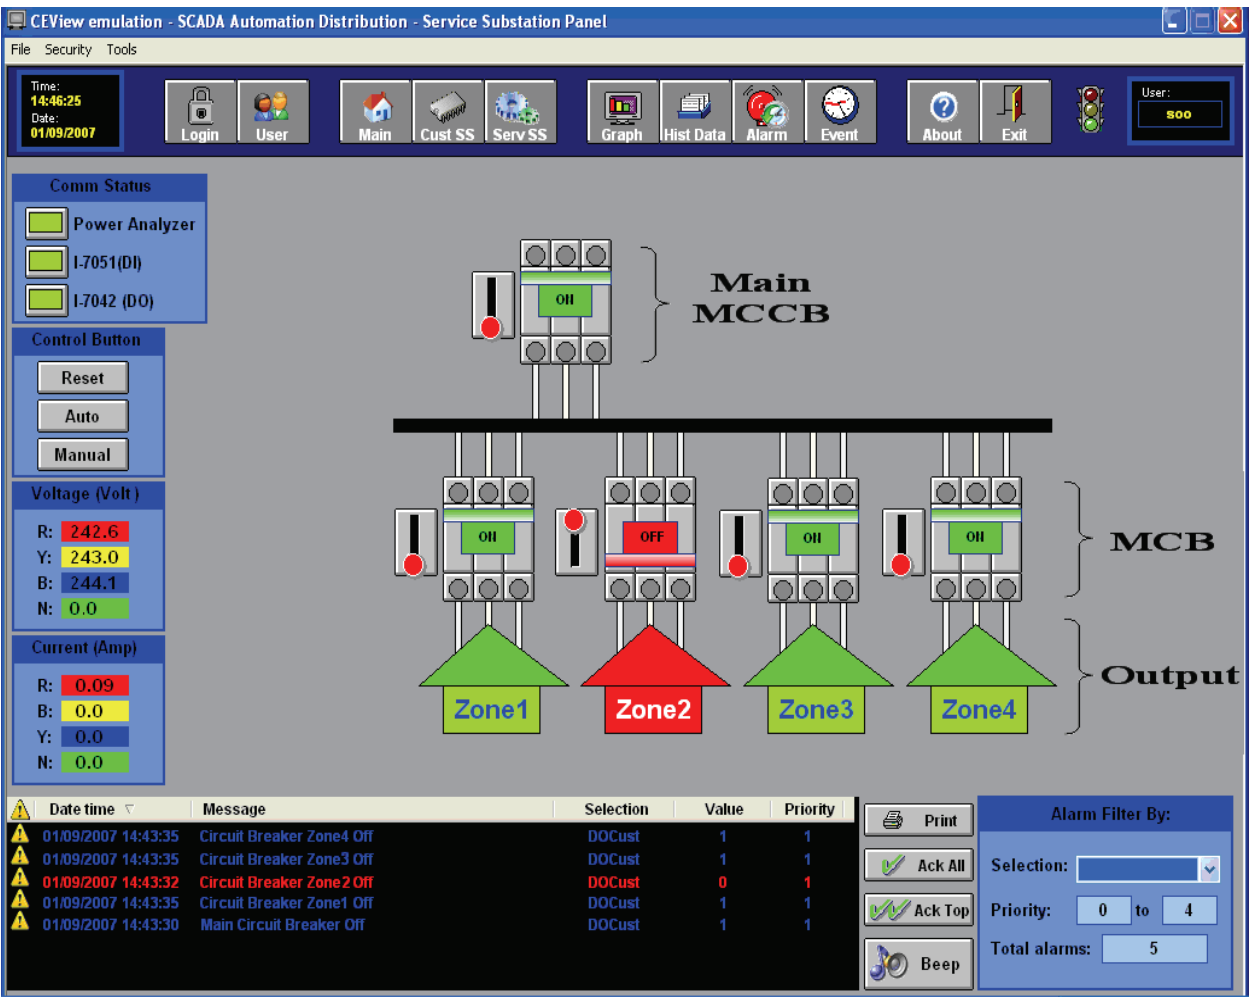 CEView emulation - SCADA Automation Distribution - Service Substation Panel
File Security Tools
Time:
14:46:25
Date:
01/09/2007
Login
User
Main
Cust SS
Serv SS
Graph
Hist Data
Alarm
Event
About
Exit
User:
soo
Comm Status
Power Analyzer
I-7051(DI)
I-7042 (DO)
Control Button
Reset
Auto
Manual
Voltage (Volt )
R: 242.6
Y: 243.0
B: 244.1
N: 0.0
Current (Amp)
R: 0.09
B: 0.0
Y: 0.0
N: 0.0
ON
Main
MCCB
ON
OFF
ON
ON
MCB
Zone1
Zone2
Zone3
Zone4
Output
Date time Message Selection Value Priority
01/09/2007 14:43:35 Circuit Breaker Zone4 Off DOCust 1 1
01/09/2007 14:43:35 Circuit Breaker Zone3 Off DOCust 1 1
01/09/2007 14:43:32 Circuit Breaker Zone2 Off DOCust 0 1
01/09/2007 14:43:35 Circuit Breaker Zone1 Off DOCust 1 1
01/09/2007 14:43:30 Main Circuit Breaker Off DOCust 1 1
Print
Ack All
Ack Top
Beep
Alarm Filter By:
Selection:
Priority: 0 to 4
Total alarms: 5